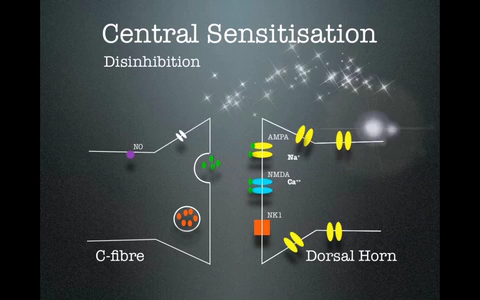 Central Sensitisation
Disinhibition
AMPA
NO
Na⁺
NMDA
Ca⁺⁺
NK1
C-fibre
Dorsal Horn